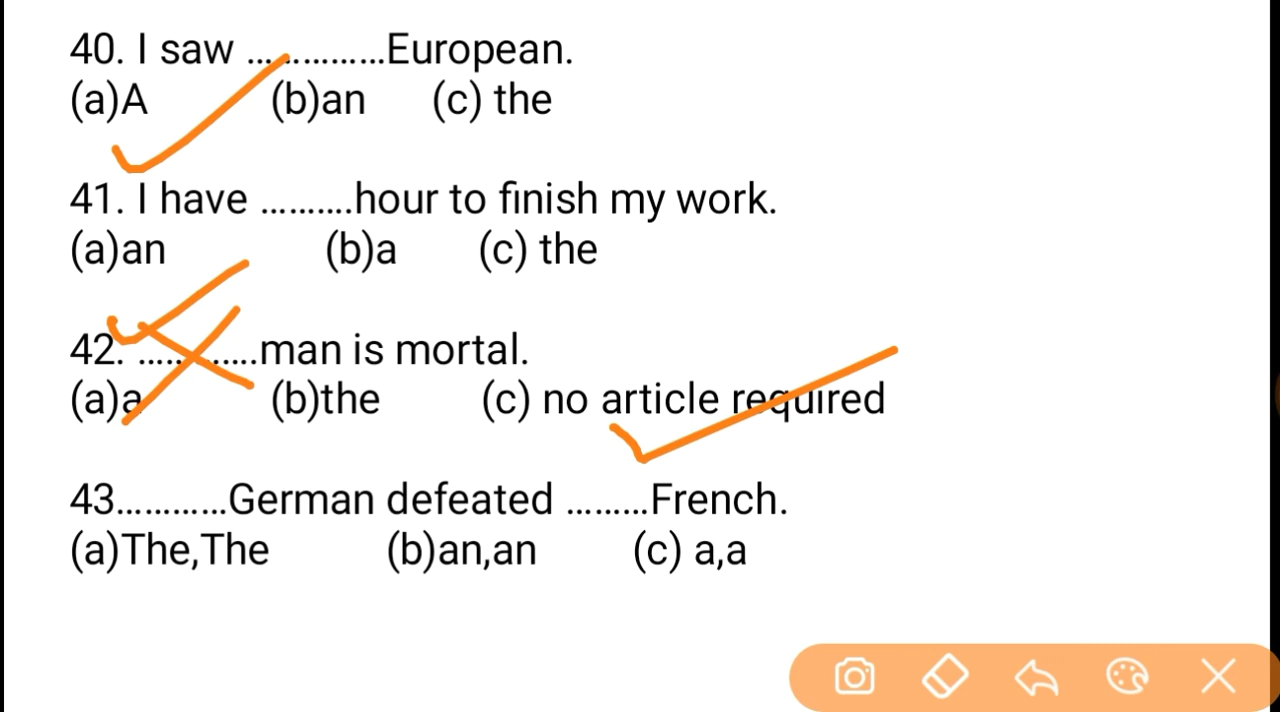 40. I saw ...............European.
(a)A (b)an (c) the
41. I have ..........hour to finish my work.
(a)an (b)a (c) the
42. .............man is mortal.
(a)a (b)the (c) no article required
43............German defeated .........French.
(a)The,The (b)an,an (c) a,a